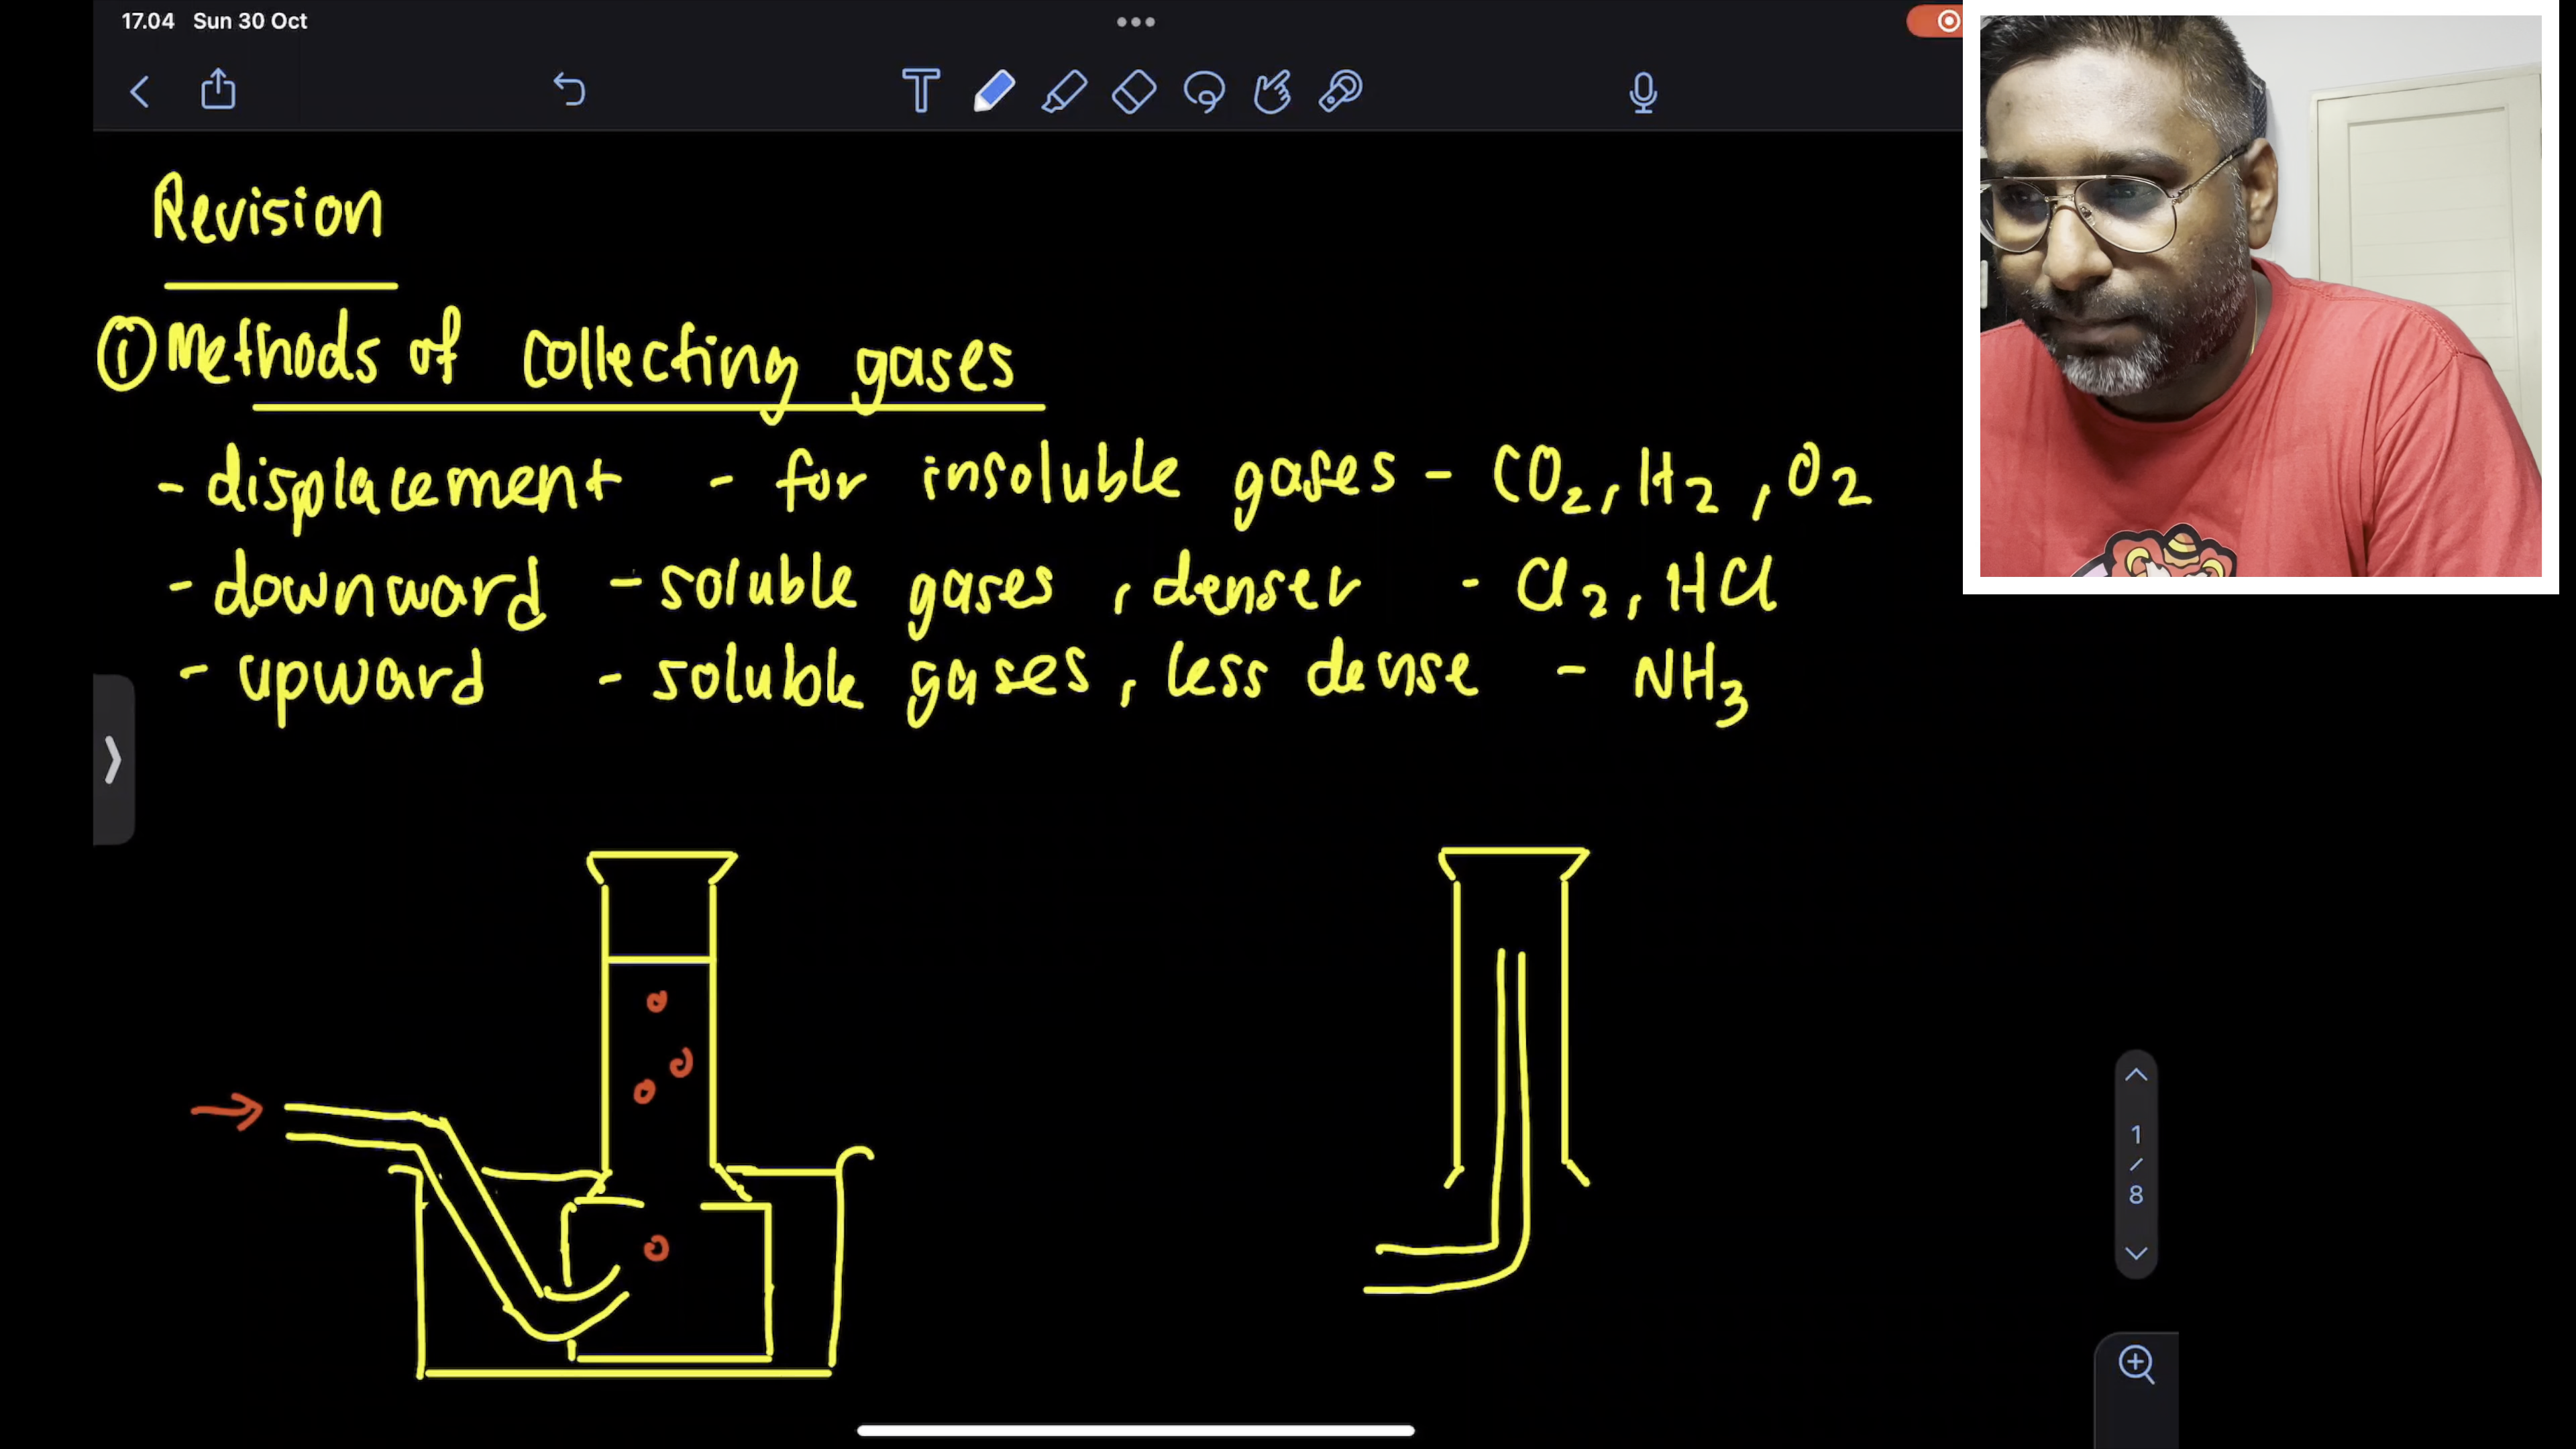 17.04 Sun 30 Oct
T
Revision
① Methods of collecting gases
- displacement - for insoluble gases - CO₂, H₂, O₂
- downward - soluble gases, denser - Cl₂, HCl
- upward - soluble gases, less dense - NH₃
1
/
8